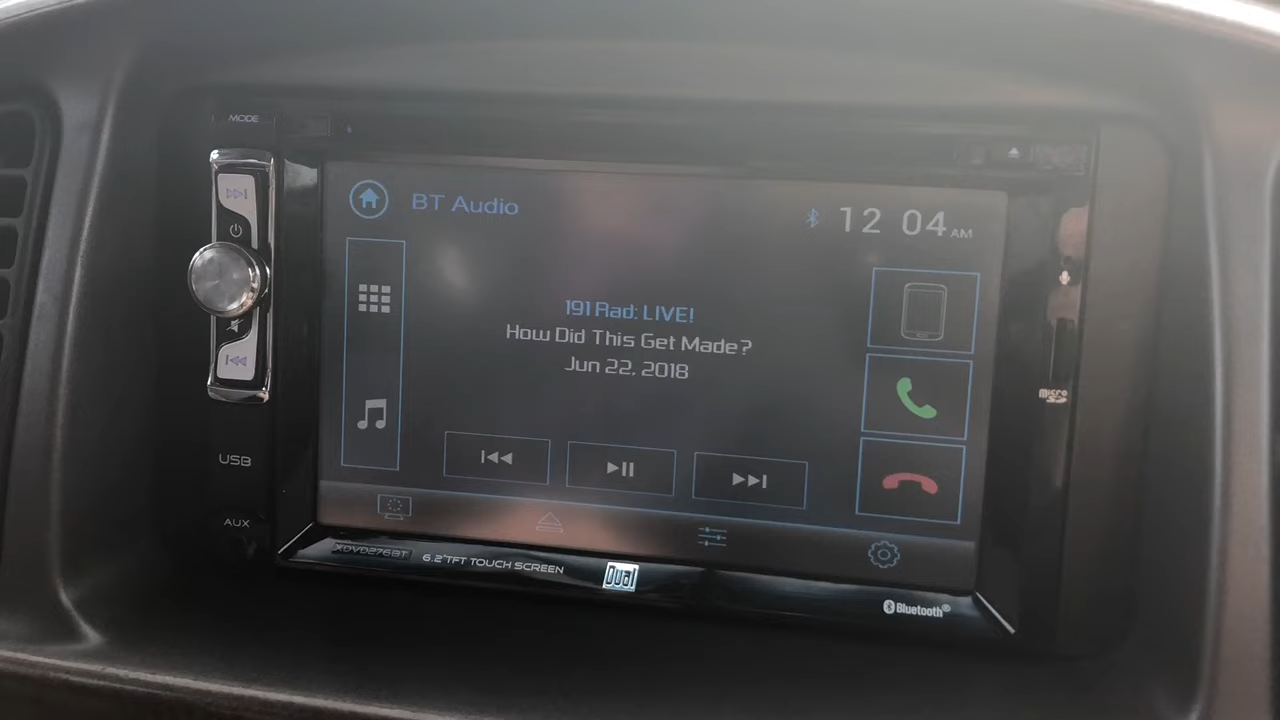 MODE
BT Audio
12 04 AM
191 Rad: LIVE!
How Did This Get Made?
Jun 22, 2018
micro SD
USB
AUX
XDVD276BT
6.2" TFT TOUCH SCREEN
Dual
Bluetooth®